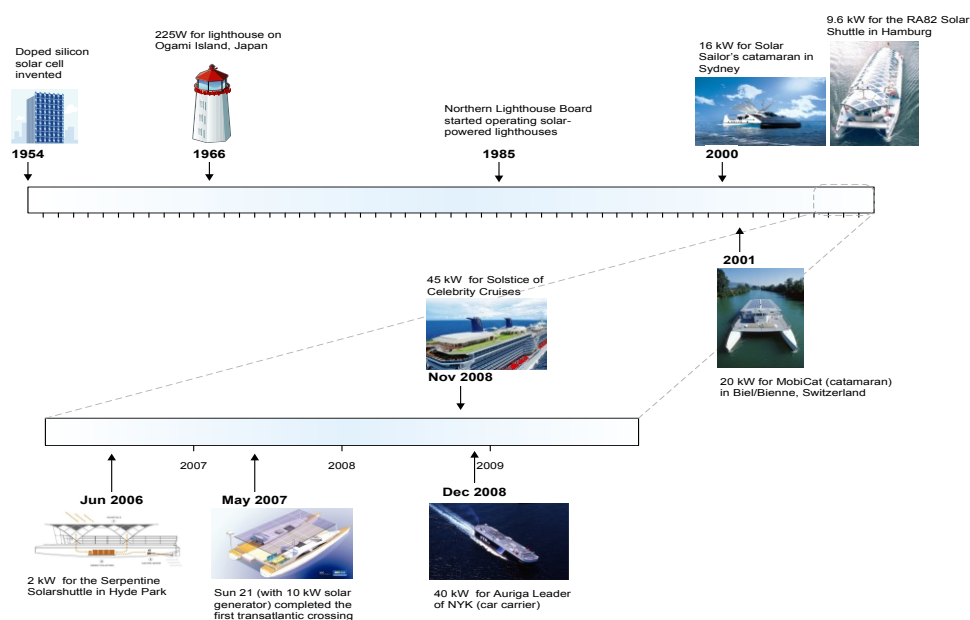 Doped silicon
solar cell
invented
1954
225W for lighthouse on
Ogami Island, Japan
1966
Northern Lighthouse Board
started operating solar-
powered lighthouses
1985
16 kW for Solar
Sailor's catamaran in
Sydney
2000
9.6 kW for the RA82 Solar
Shuttle in Hamburg
2001
20 kW for MobiCat (catamaran)
in Biel/Bienne, Switzerland
45 kW for Solstice of
Celebrity Cruises
Nov 2008
2007
2008
2009
Jun 2006
2 kW for the Serpentine
Solarshuttle in Hyde Park
May 2007
Sun 21 (with 10 kW solar
generator) completed the
first transatlantic crossing
Dec 2008
40 kW for Auriga Leader
of NYK (car carrier)